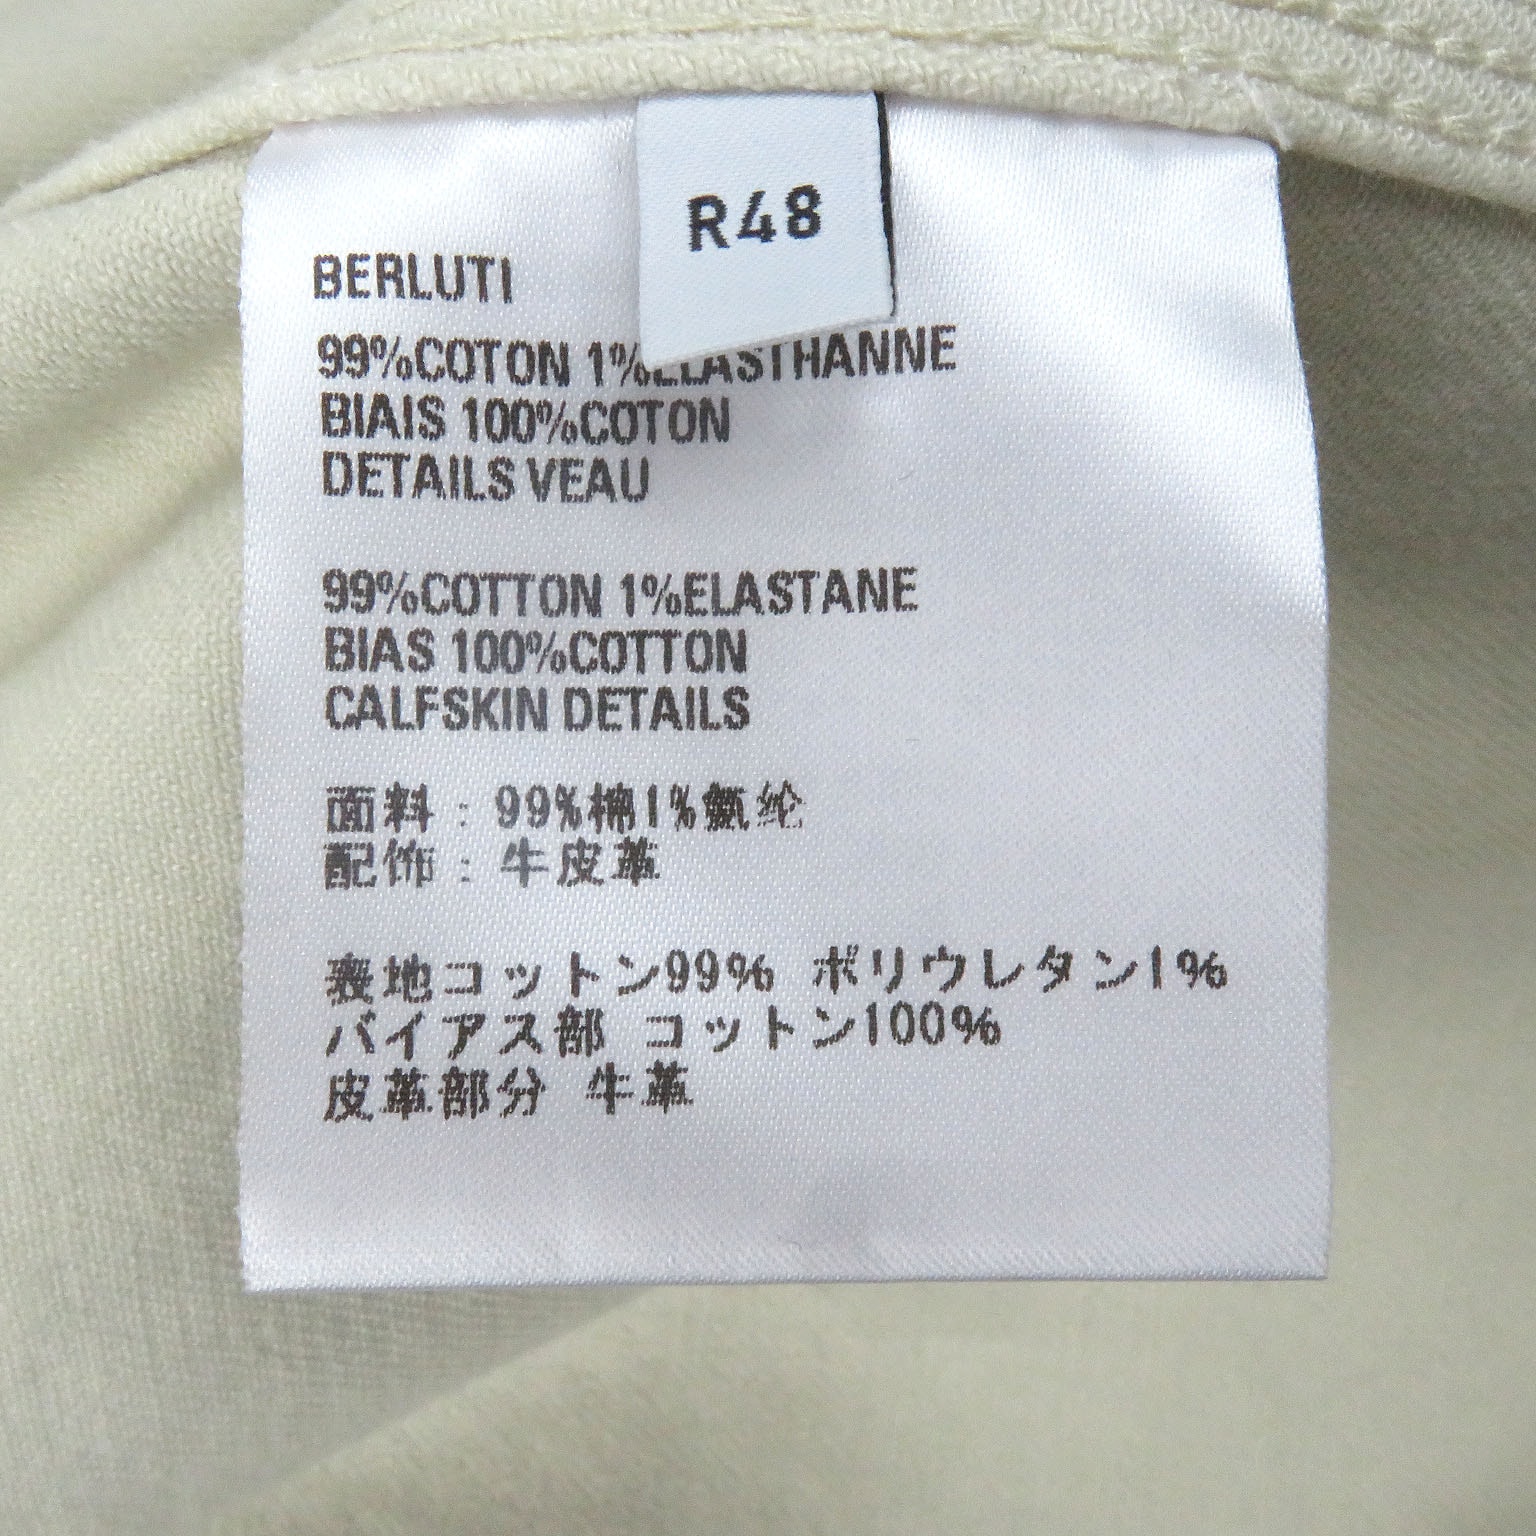 R48
BERLUTI
99%COTON 1%ELASTHANNE
BIAIS 100%COTON
DETAILS VEAU
99%COTTON 1%ELASTANE
BIAS 100%COTTON
CALFSKIN DETAILS
面料：99%棉1%氨纶
配饰：牛皮革
表地コットン99% ポリウレタン1%
バイアス部 コットン100%
皮革部分 牛革